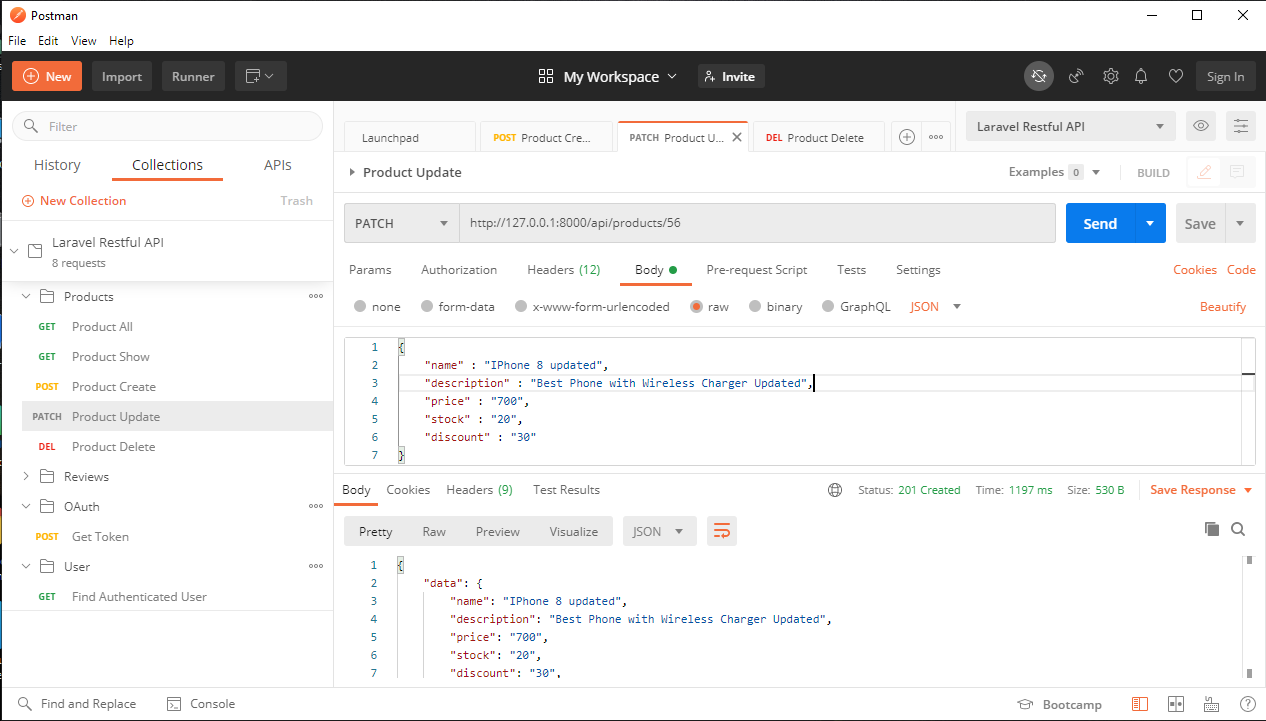 Postman
File Edit View Help
New Import Runner My Workspace Invite Sign In
Filter
History Collections APIs
New Collection Trash
Laravel Restful API
8 requests
Products
GET Product All
GET Product Show
POST Product Create
PATCH Product Update
DEL Product Delete
Reviews
OAuth
POST Get Token
User
GET Find Authenticated User
Launchpad POST Product Cre... PATCH Product U... DEL Product Delete Laravel Restful API
Product Update Examples 0 BUILD
PATCH http://127.0.0.1:8000/api/products/56 Send Save
Params Authorization Headers (12) Body Pre-request Script Tests Settings Cookies Code
none form-data x-www-form-urlencoded raw binary GraphQL JSON Beautify
1 {
2 "name" : "IPhone 8 updated",
3 "description" : "Best Phone with Wireless Charger Updated",
4 "price" : "700",
5 "stock" : "20",
6 "discount" : "30"
7 }
Body Cookies Headers (9) Test Results Status: 201 Created Time: 1197 ms Size: 530 B Save Response
Pretty Raw Preview Visualize JSON
1 {
2 "data": {
3 "name": "IPhone 8 updated",
4 "description": "Best Phone with Wireless Charger Updated",
5 "price": "700",
6 "stock": "20",
7 "discount": "30",
Find and Replace Console Bootcamp